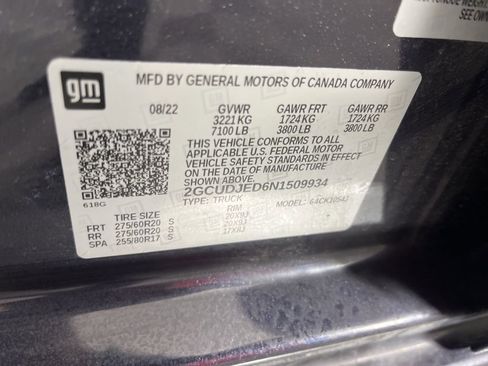 SEE OWN
gm
MFD BY GENERAL MOTORS OF CANADA COMPANY
08/22 GVWR GAWR FRT GAWR RR
3221 KG 1724 KG 1724 KG
7100 LB 3800 LB 3800 LB
THIS VEHICLE CONFORMS TO ALL
APPLICABLE U.S. FEDERAL MOTOR
VEHICLE SAFETY STANDARDS IN EFFECT
ON THE DATE OF MANUFACTURE
SHOWN ABOVE
2GCUDJED6N1509934
618G
TYPE: TRUCK
TIRE SIZE RIM
FRT 275/60R20 S 20X9J
RR 275/60R20 S 20X9J
SPA 255/80R17 S 17X8J